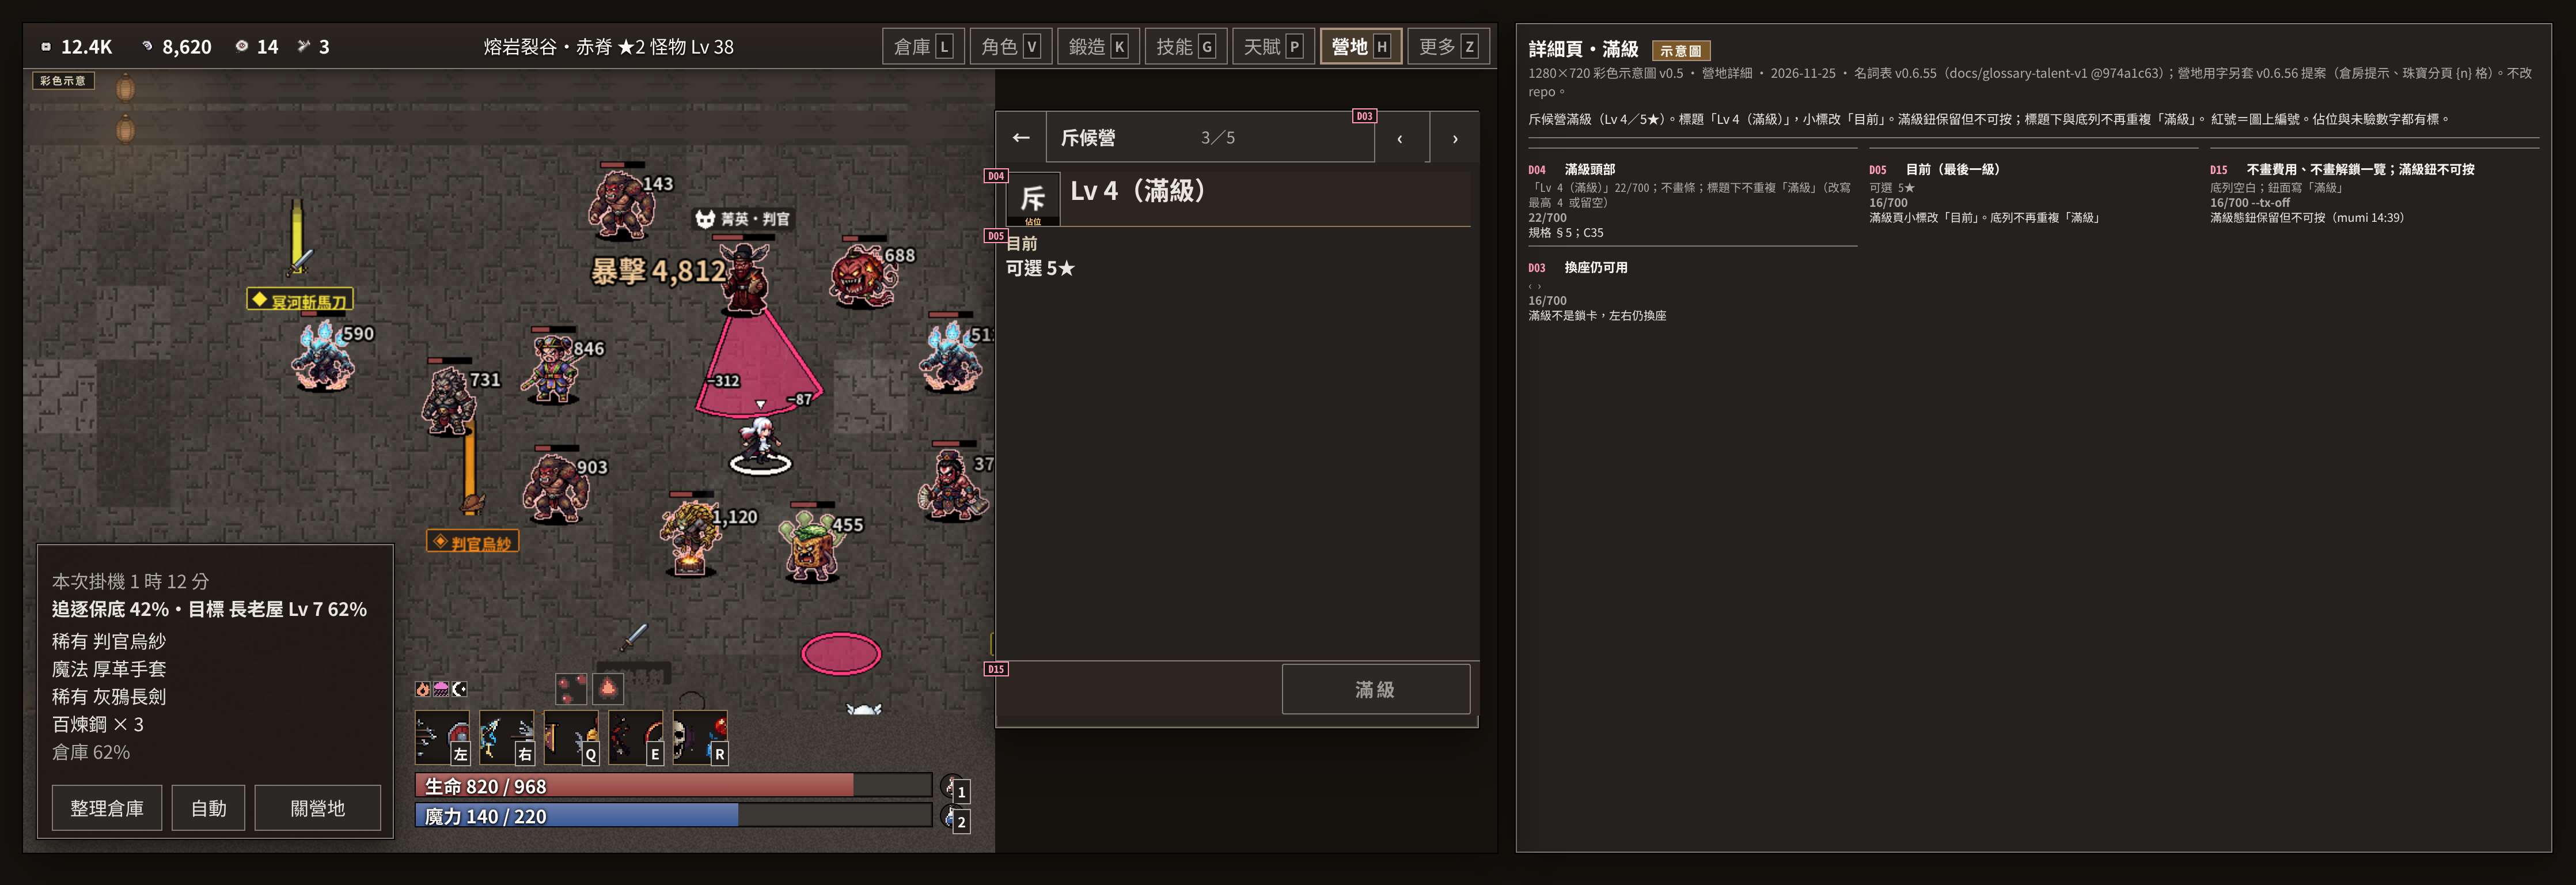 12.4K 8,620 14 3
熔岩裂谷・赤脊 ★2 怪物 Lv 38
倉庫 L 角色 V 鍛造 K 技能 G 天賦 P 營地 H 更多 Z
彩色示意
143
菁英・判官
暴擊 4,812
688
冥河斬馬刀
590
846
731
-312
-87
903
1,120
455
判官烏紗
本次掛機 1 時 12 分
追逐保底 42%・目標 長老屋 Lv 7 62%
稀有 判官烏紗
魔法 厚革手套
稀有 灰鴉長劍
百煉鋼 × 3
倉庫 62%
整理倉庫 自動 關營地
左 右 Q E R
生命 820 / 968 1
魔力 140 / 220 2
D03
← 斥候營 3／5 ‹ ›
D04
斥
佔位
Lv 4（滿級）
D05
目前
可選 5★
D15
滿級
詳細頁・滿級 示意圖
1280×720 彩色示意圖 v0.5 ・ 營地詳細 ・ 2026-11-25 ・ 名詞表 v0.6.55（docs/glossary-talent-v1 @974a1c63）；營地用字另套 v0.6.56 提案（倉房提示、珠寶分頁 {n} 格）。不改
repo。
斥候營滿級（Lv 4／5★）。標題「Lv 4（滿級）」，小標改「目前」。滿級鈕保留但不可按；標題下與底列不再重複「滿級」。 紅號＝圖上編號。佔位與未驗數字都有標。
D04 滿級頭部
「Lv 4（滿級）」22/700；不畫條；標題下不重複「滿級」（改寫
最高 4 或留空）
22/700
規格 §5；C35
D05 目前（最後一級）
可選 5★
16/700
滿級頁小標改「目前」。底列不再重複「滿級」
D15 不畫費用、不畫解鎖一覽；滿級鈕不可按
底列空白；鈕面寫「滿級」
16/700 --tx-off
滿級態鈕保留但不可按（mumi 14:39）
D03 換座仍可用
‹ ›
16/700
滿級不是鎖卡，左右仍換座